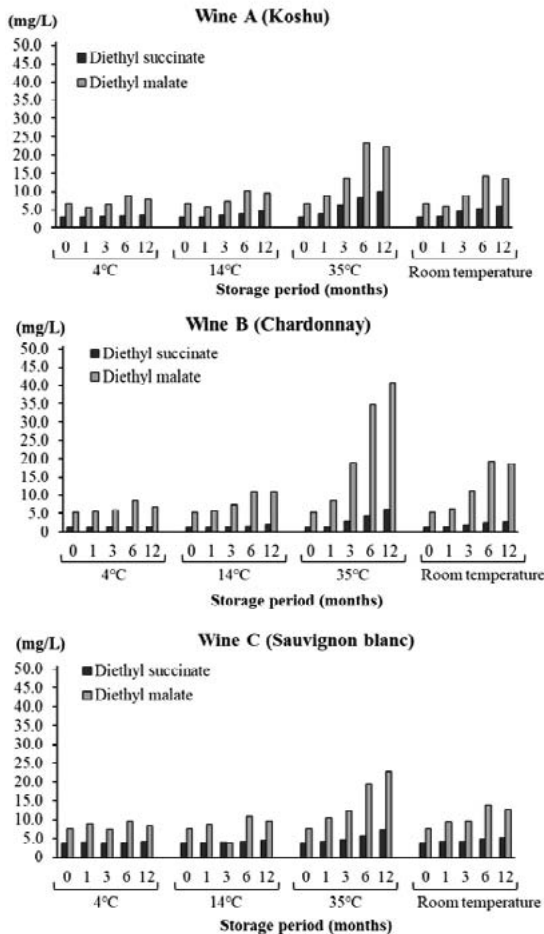 Wine A (Koshu)
(mg/L)
50.0
45.0
40.0
35.0
30.0
25.0
20.0
15.0
10.0
5.0
0
Diethyl succinate
Diethyl malate
0 1 3 6 12 0 1 3 6 12 0 1 3 6 12 0 1 3 6 12
4℃ 14℃ 35℃ Room temperature
Storage period (months)
Wine B (Chardonnay)
(mg/L)
50.0
45.0
40.0
35.0
30.0
25.0
20.0
15.0
10.0
5.0
0
Diethyl succinate
Diethyl malate
0 1 3 6 12 0 1 3 6 12 0 1 3 6 12 0 1 3 6 12
4℃ 14℃ 35℃ Room temperature
Storage period (months)
Wine C (Sauvignon blanc)
(mg/L)
50.0
45.0
40.0
35.0
30.0
25.0
20.0
15.0
10.0
5.0
0
Diethyl succinate
Diethyl malate
0 1 3 6 12 0 1 3 6 12 0 1 3 6 12 0 1 3 6 12
4℃ 14℃ 35℃ Room temperature
Storage period (months)